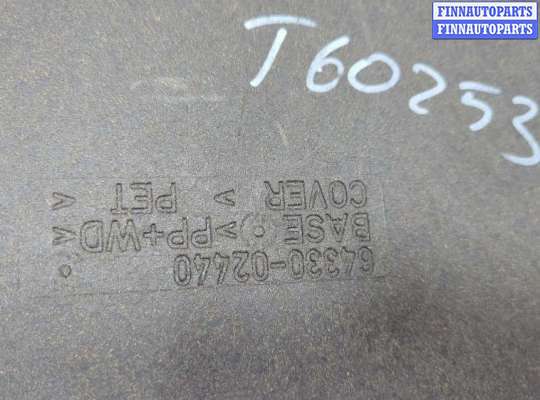 FINNAUTOPARTS
FINNAUTOPARTS
T60253
64330-02440
BASE >PP+WD<
COVER >PET<